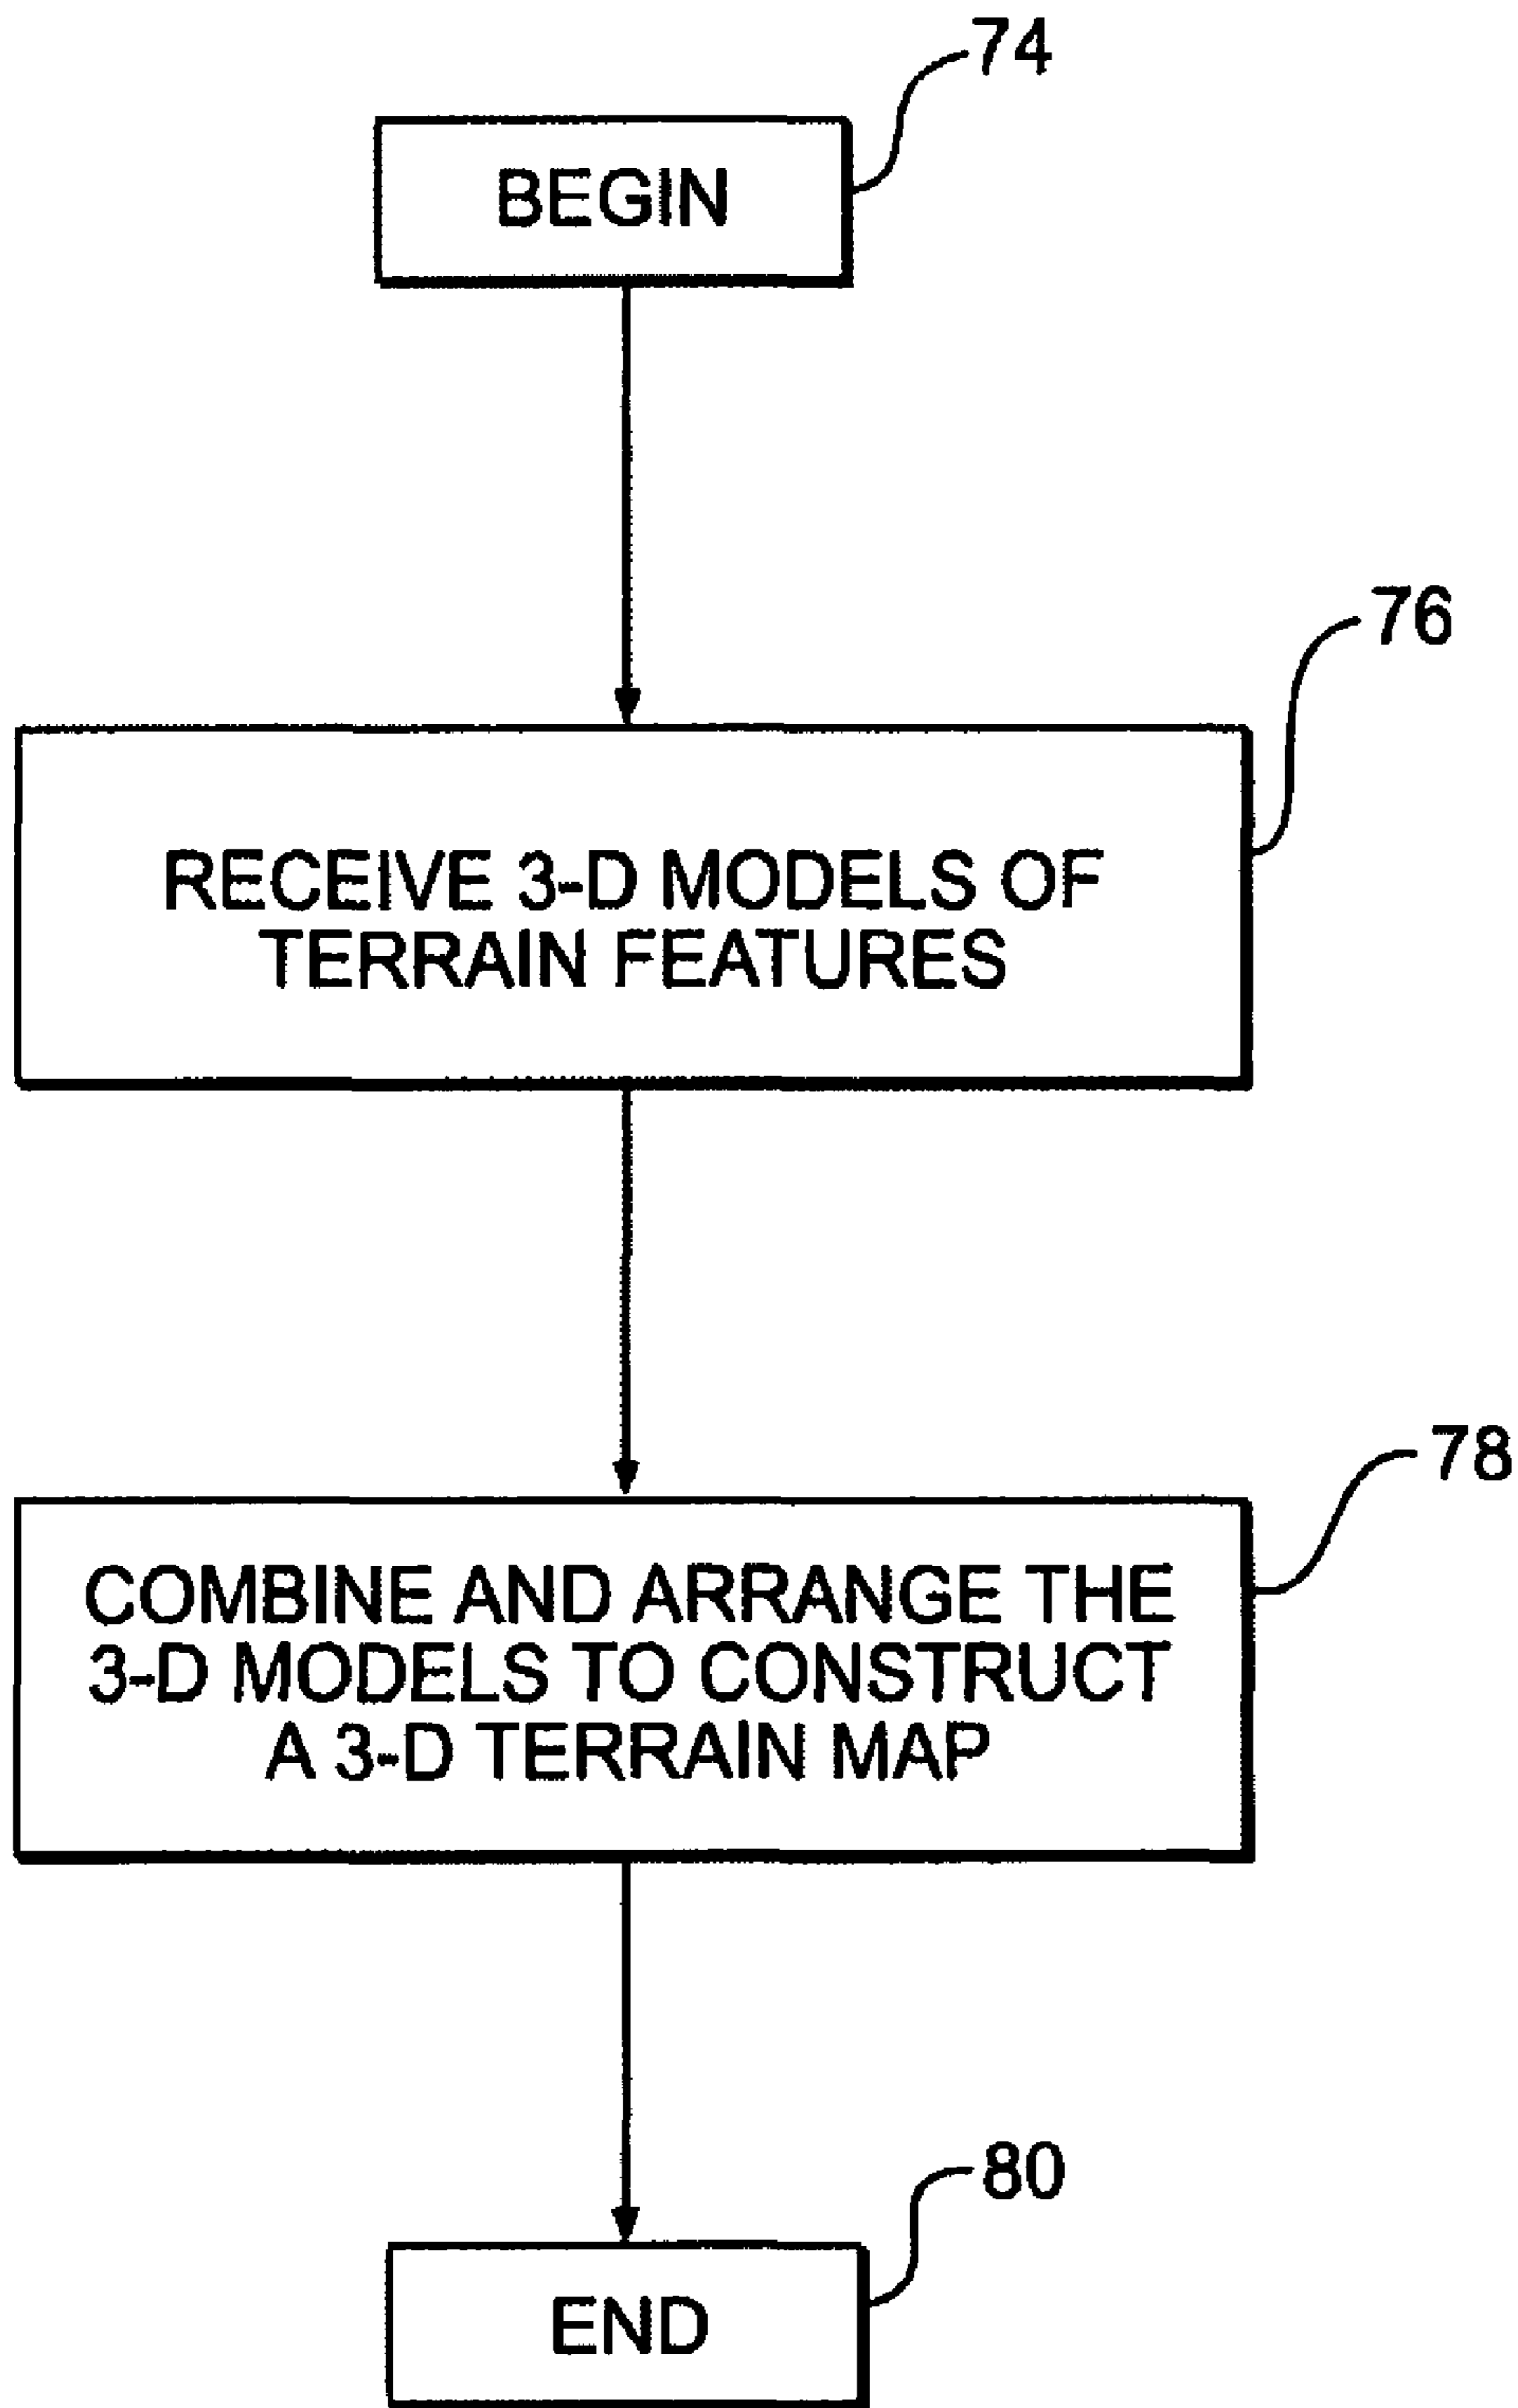 74
BEGIN
76
RECEIVE 3-D MODELS OF
TERRAIN FEATURES
78
COMBINE AND ARRANGE THE
3-D MODELS TO CONSTRUCT
A 3-D TERRAIN MAP
80
END